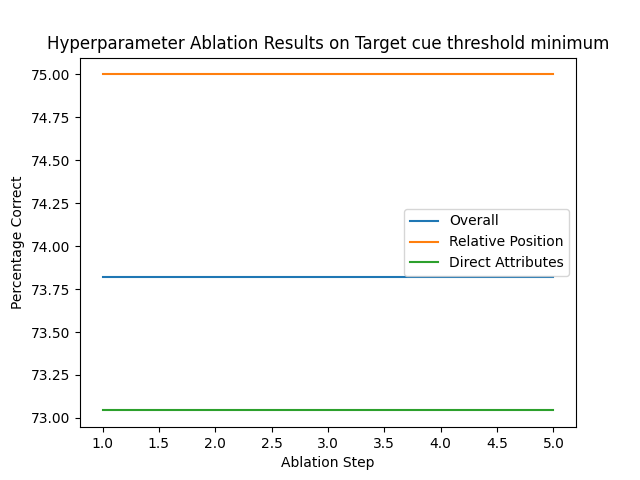 Hyperparameter Ablation Results on Target cue threshold minimum
Percentage Correct
75.00
74.75
74.50
74.25
74.00
73.75
73.50
73.25
73.00
Overall
Relative Position
Direct Attributes
1.0 1.5 2.0 2.5 3.0 3.5 4.0 4.5 5.0
Ablation Step